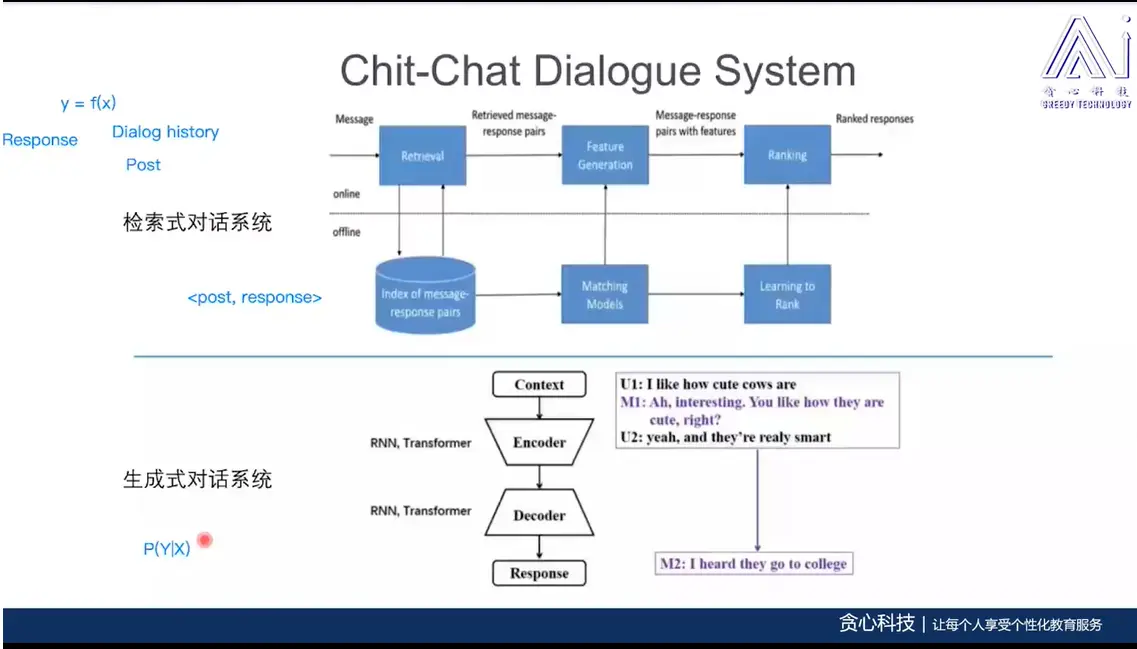 贪心科技
GREEDY TECHNOLOGY
Chit-Chat Dialogue System
y = f(x)
Response
Dialog history
Post
Message
Retrieval
Retrieved message-
response pairs
Feature
Generation
Message-response
pairs with features
Ranking
Ranked responses
online
offline
检索式对话系统
<post, response>
Index of message-
response pairs
Matching
Models
Learning to
Rank
生成式对话系统
P(Y|X)
Context
RNN, Transformer
Encoder
RNN, Transformer
Decoder
Response
U1: I like how cute cows are
M1: Ah, interesting. You like how they are
cute, right?
U2: yeah, and they're realy smart
M2: I heard they go to college
贪心科技 | 让每个人享受个性化教育服务